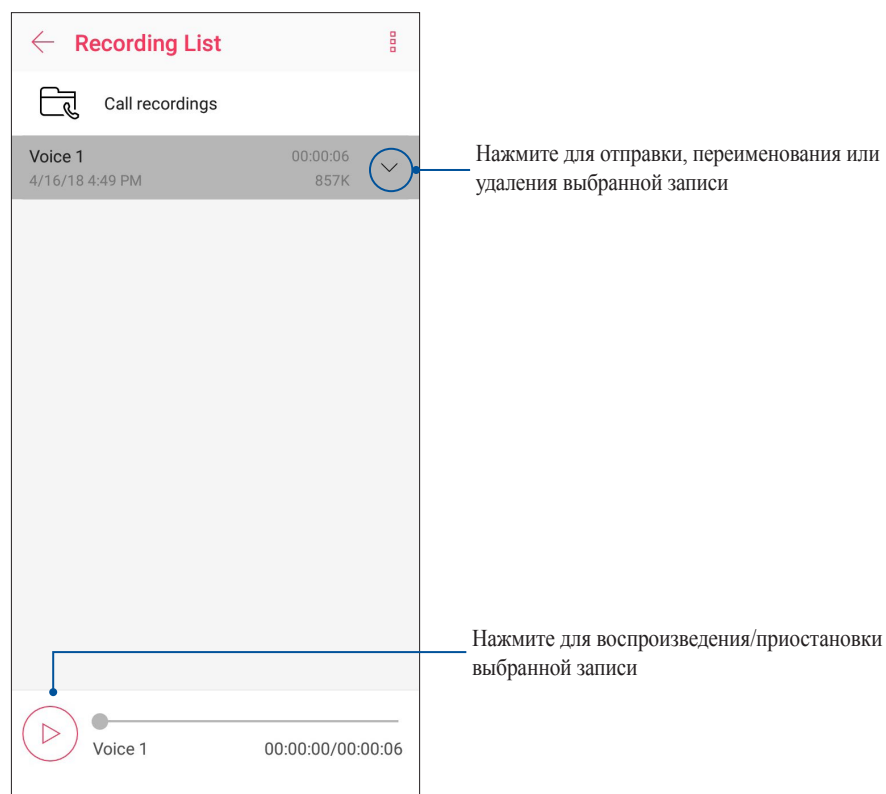 Recording List
Call recordings
Voice 1 00:00:06
4/16/18 4:49 PM 857K
Нажмите для отправки, переименования или
удаления выбранной записи
Нажмите для воспроизведения/приостановки
выбранной записи
Voice 1 00:00:00/00:00:06